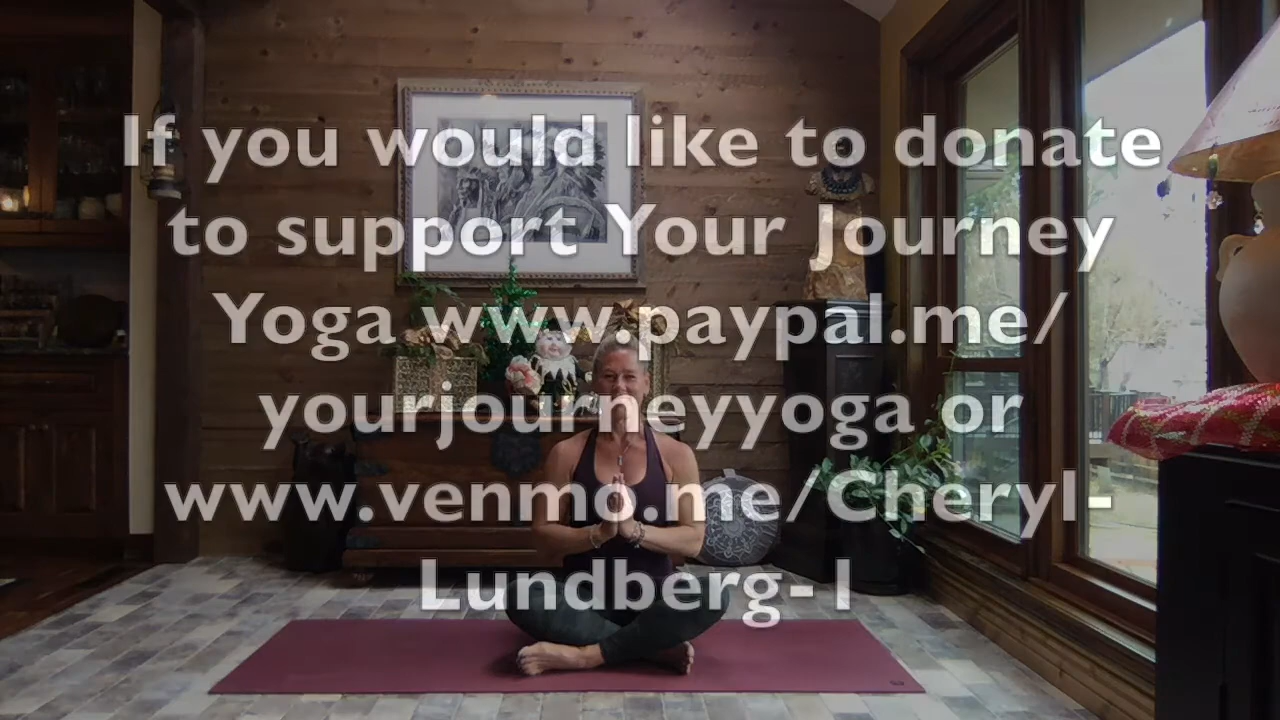 If you would like to donate
to support Your Journey
Yoga www.paypal.me/
yourjourneyyoga or
www.venmo.me/Cheryl-
Lundberg-1